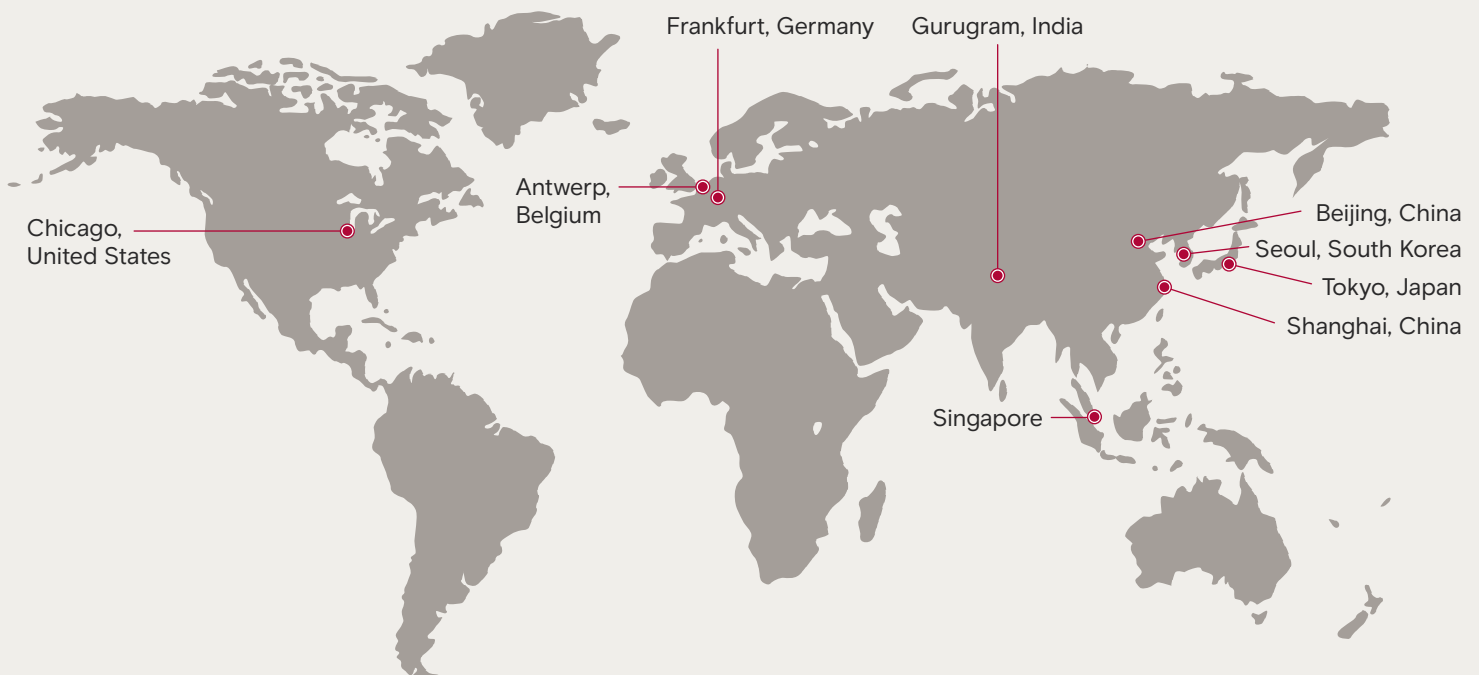 Frankfurt, Germany
Gurugram, India
Antwerp,
Belgium
Chicago,
United States
Beijing, China
Seoul, South Korea
Tokyo, Japan
Shanghai, China
Singapore